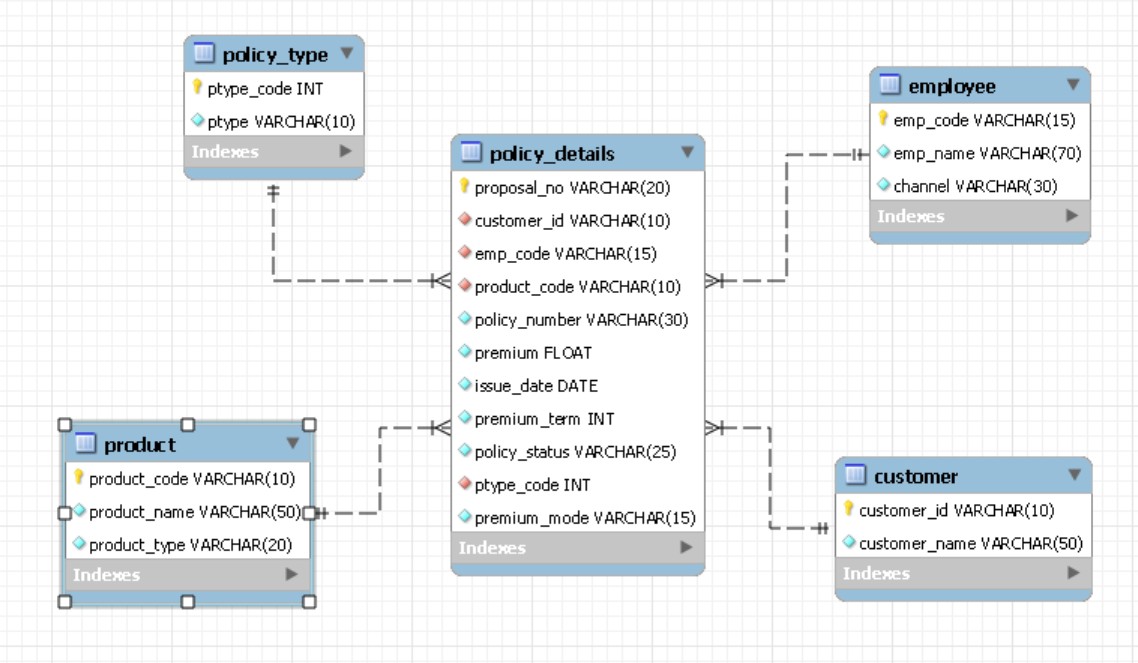 policy_type
ptype_code INT
ptype VARCHAR(10)
Indexes
policy_details
proposal_no VARCHAR(20)
customer_id VARCHAR(10)
emp_code VARCHAR(15)
product_code VARCHAR(10)
policy_number VARCHAR(30)
premium FLOAT
issue_date DATE
premium_term INT
policy_status VARCHAR(25)
ptype_code INT
premium_mode VARCHAR(15)
Indexes
employee
emp_code VARCHAR(15)
emp_name VARCHAR(70)
channel VARCHAR(30)
Indexes
product
product_code VARCHAR(10)
product_name VARCHAR(50)
product_type VARCHAR(20)
Indexes
customer
customer_id VARCHAR(10)
customer_name VARCHAR(50)
Indexes